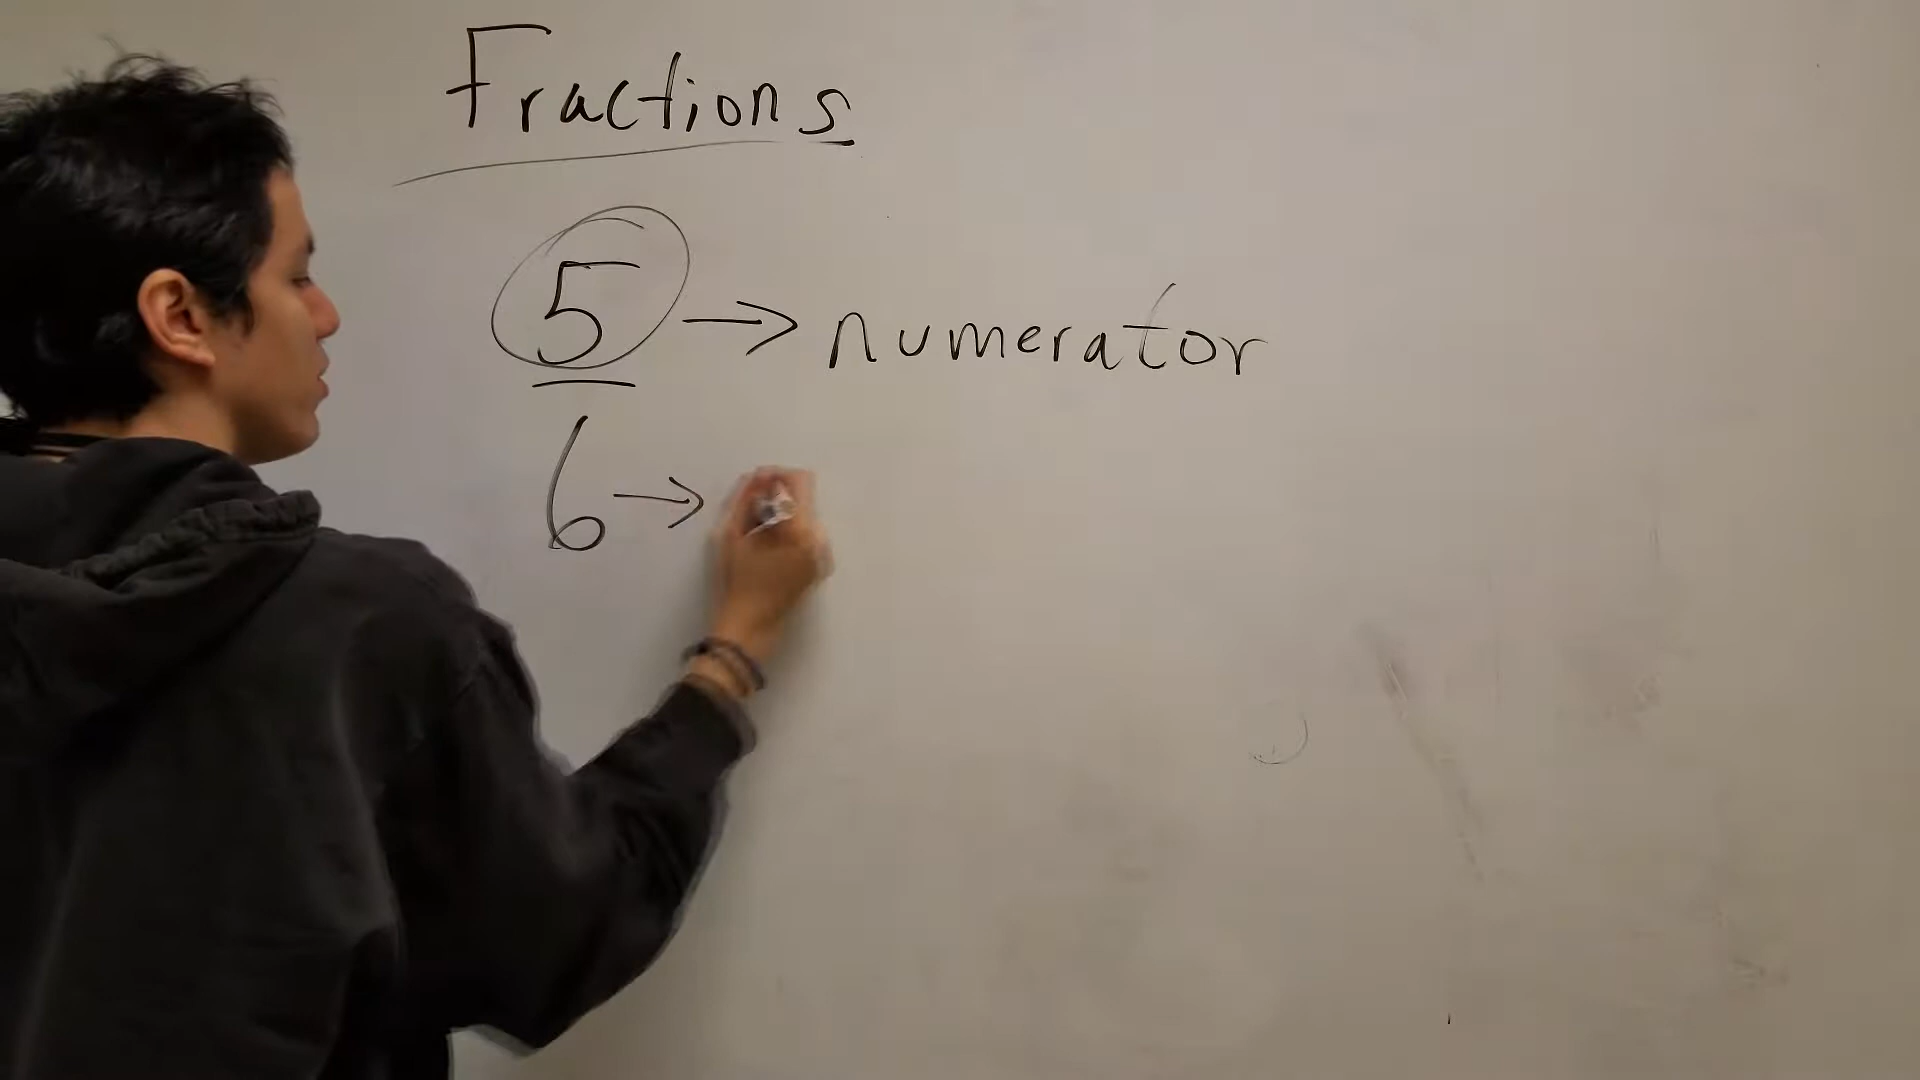 Fractions
5 → numerator
6 →